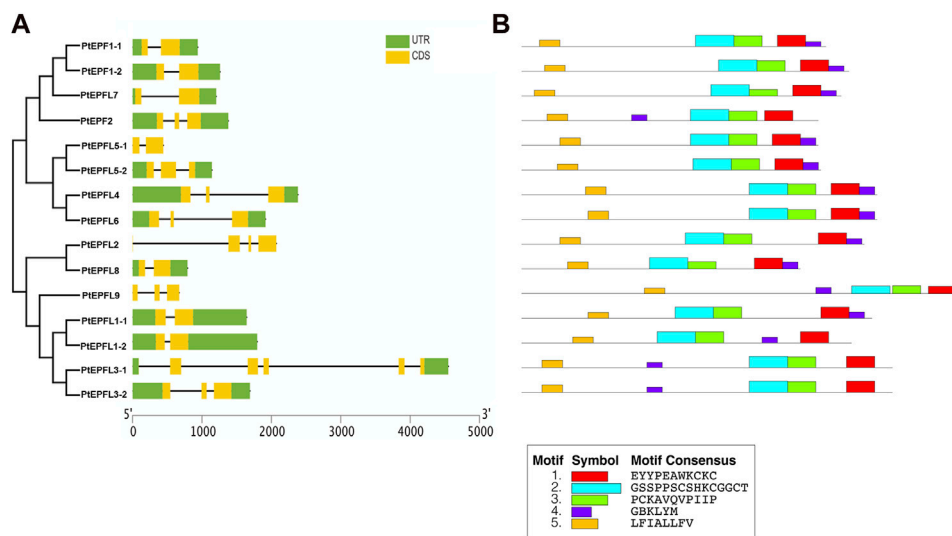 A
B
UTR
CDS
PtEPF1-1
PtEPF1-2
PtEPFL7
PtEPF2
PtEPFL5-1
PtEPFL5-2
PtEPFL4
PtEPFL6
PtEPFL2
PtEPFL8
PtEPFL9
PtEPFL1-1
PtEPFL1-2
PtEPFL3-1
PtEPFL3-2
5' 3'
0 1000 2000 3000 4000 5000
Motif Symbol Motif Consensus
1. EYYPEAWKCKC
2. GSSPPSCSHKCGGCT
3. PCKAVQVPIIP
4. GBKLYM
5. LFIALLFV